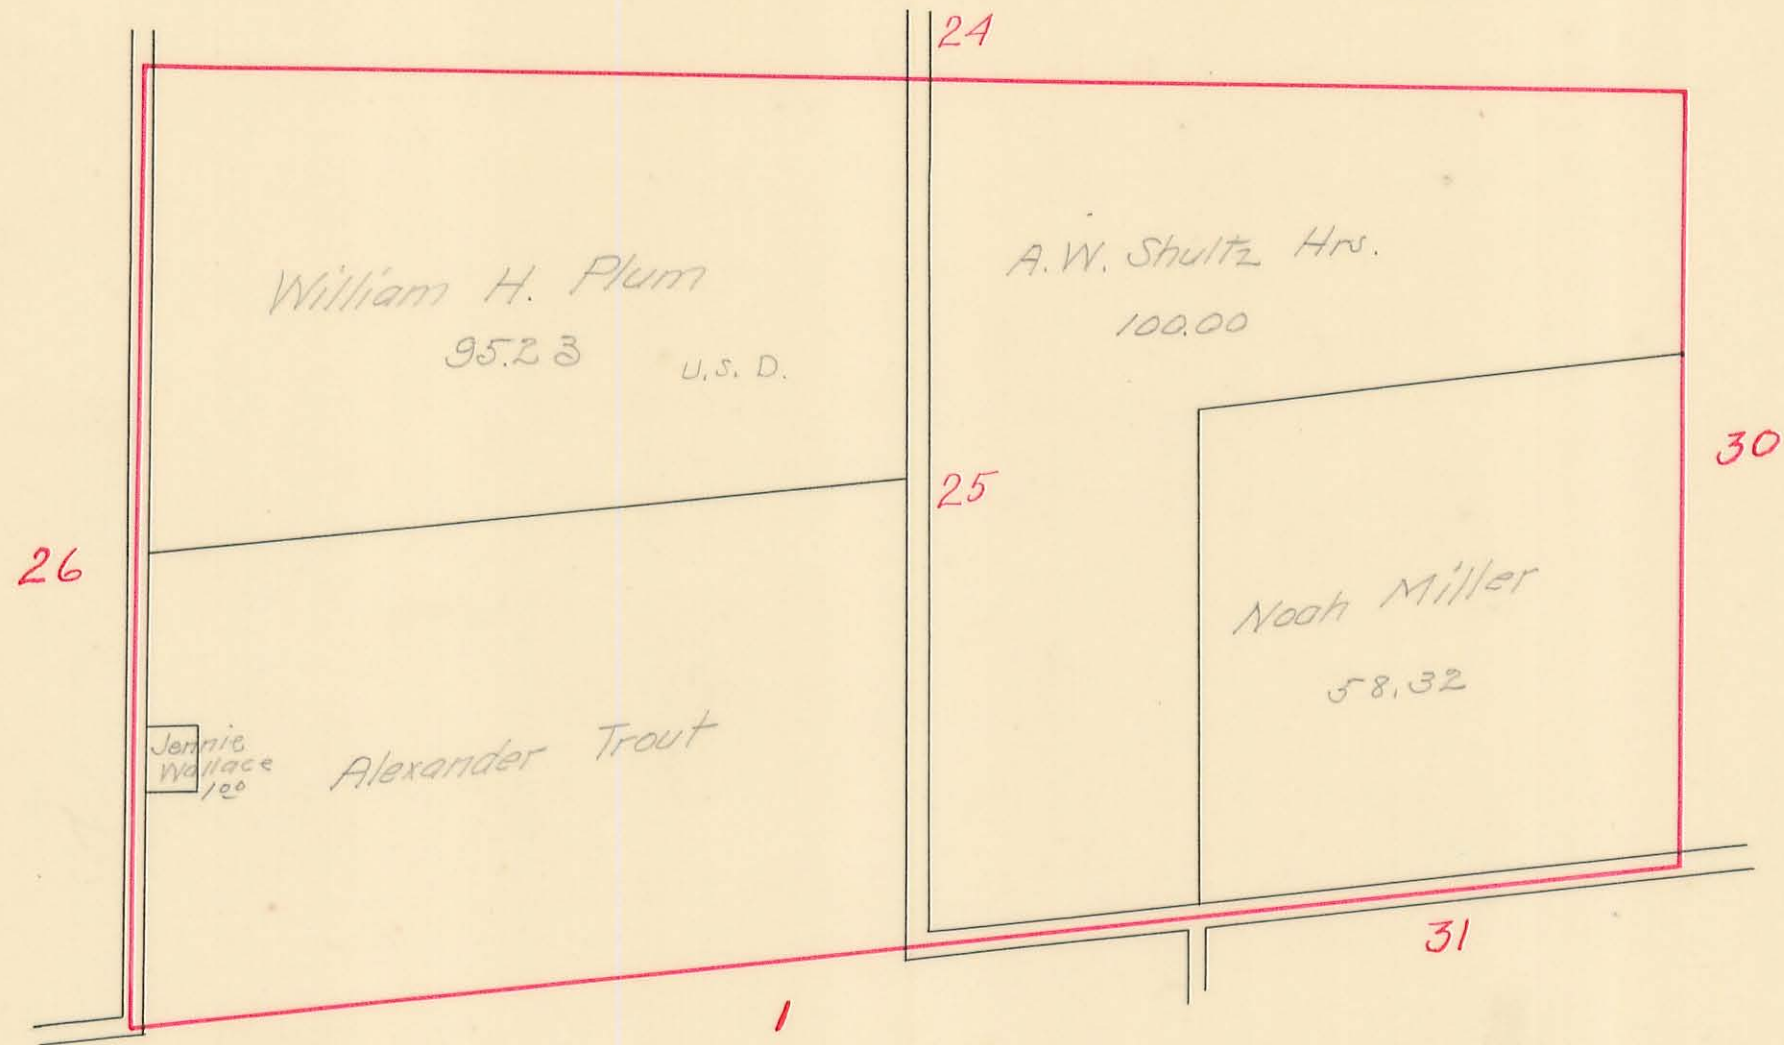 24
William H. Plum
95.23
U.S. D.
A.W. Shultz Hrs.
100.00
25
26
30
Noah Miller
58.32
Jennie
Wallace
1 00
Alexander Trout
31
1